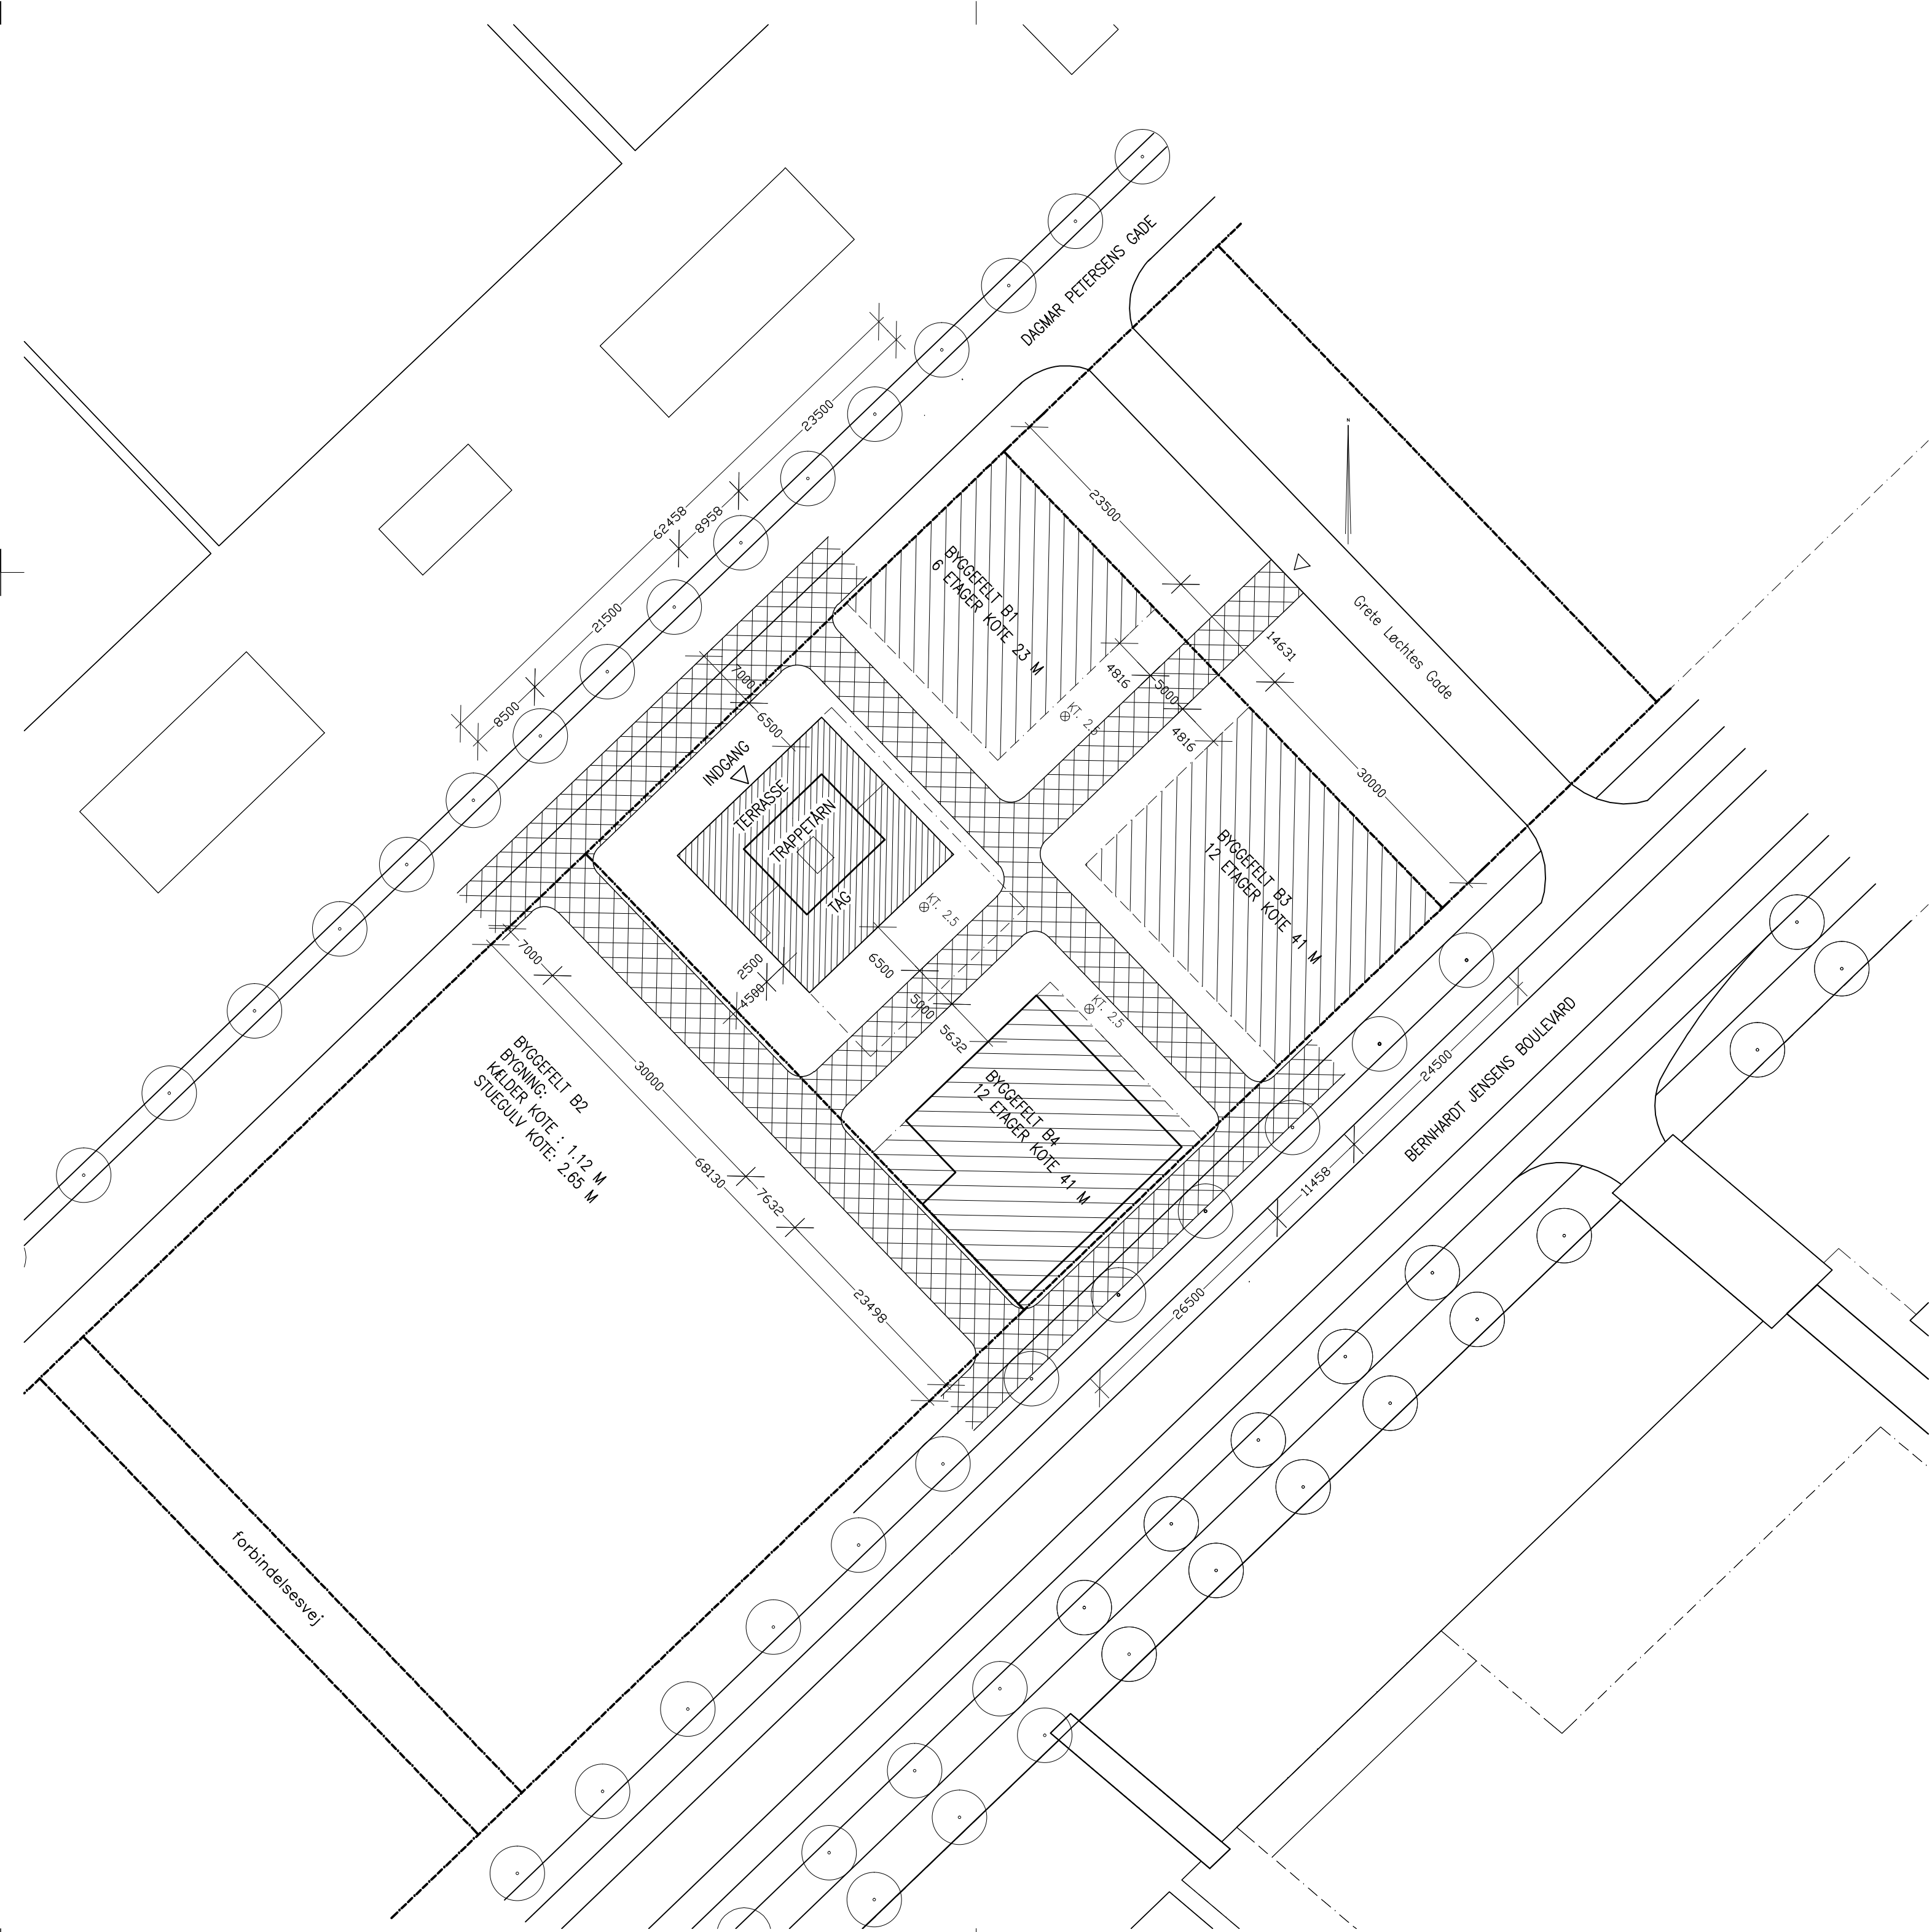 DAGMAR PETERSENS GADE
62458
23500
8958
21500
8500
N
23500
BYGGEFELT B1
6 ETAGER KOTE 23 M
14631
Grete Løchtes Gade
4816
5000
KT. 2.5
4816
30000
7000
6500
INDGANG
TERRASSE
TRAPPETÅRN
TAG
KT. 2.5
BYGGEFELT B3
12 ETAGER KOTE 41 M
2500
4500
6500
5000
5632
KT. 2.5
7000
30000
68130
7632
23498
BYGGEFELT B2
BYGNING:
KÆLDER KOTE : 1.12 M
STUEGULV KOTE: 2.65 M
BYGGEFELT B4
12 ETAGER KOTE 41 M
24500
11458
26500
BERNHARDT JENSENS BOULEVARD
forbindelsesvej